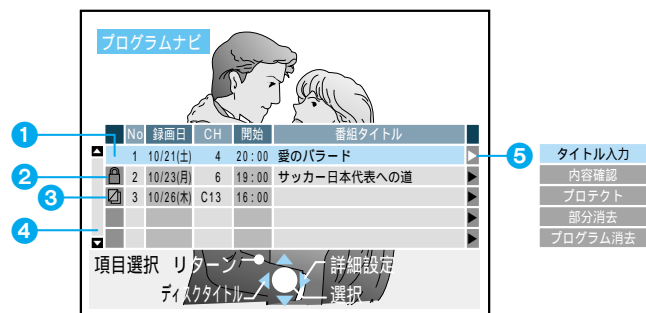 プログラムナビ
1
No 録画日 CH 開始 番組タイトル
1 10/21(土) 4 20:00 愛のバラード
5
タイトル入力
2
2 10/23(月) 6 19:00 サッカー日本代表への道
内容確認
3
3 10/26(木) C13 16:00
プロテクト
4
部分消去
プログラム消去
項目選択 リターン 詳細設定
ディスクタイトル 選択